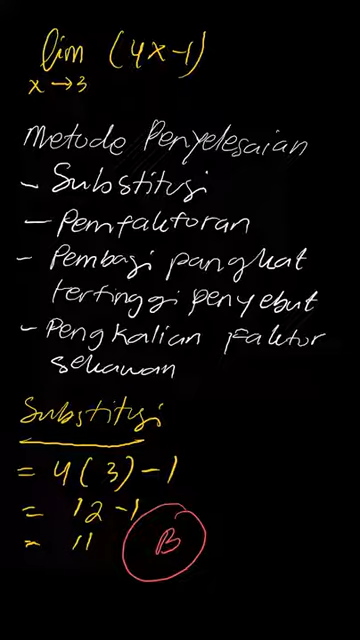 lim (4x-1)
x→3
Metode Penyelesaian
- Substitusi
- Pemfaktoran
- Pembagi pangkat
tertinggi penyebut
- Pengkalian faktor
sekawan
Substitusi
= 4(3)-1
= 12-1
= 11
B